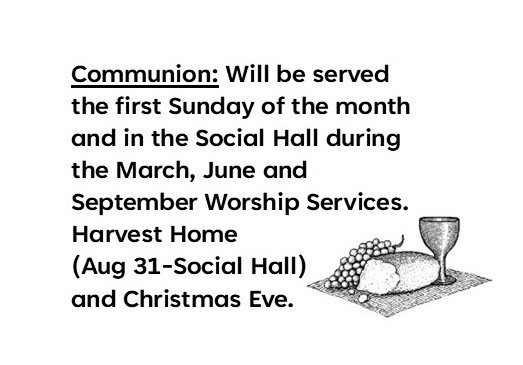 Communion: Will be served
the first Sunday of the month
and in the Social Hall during
the March, June and
September Worship Services.
Harvest Home
(Aug 31-Social Hall)
and Christmas Eve.